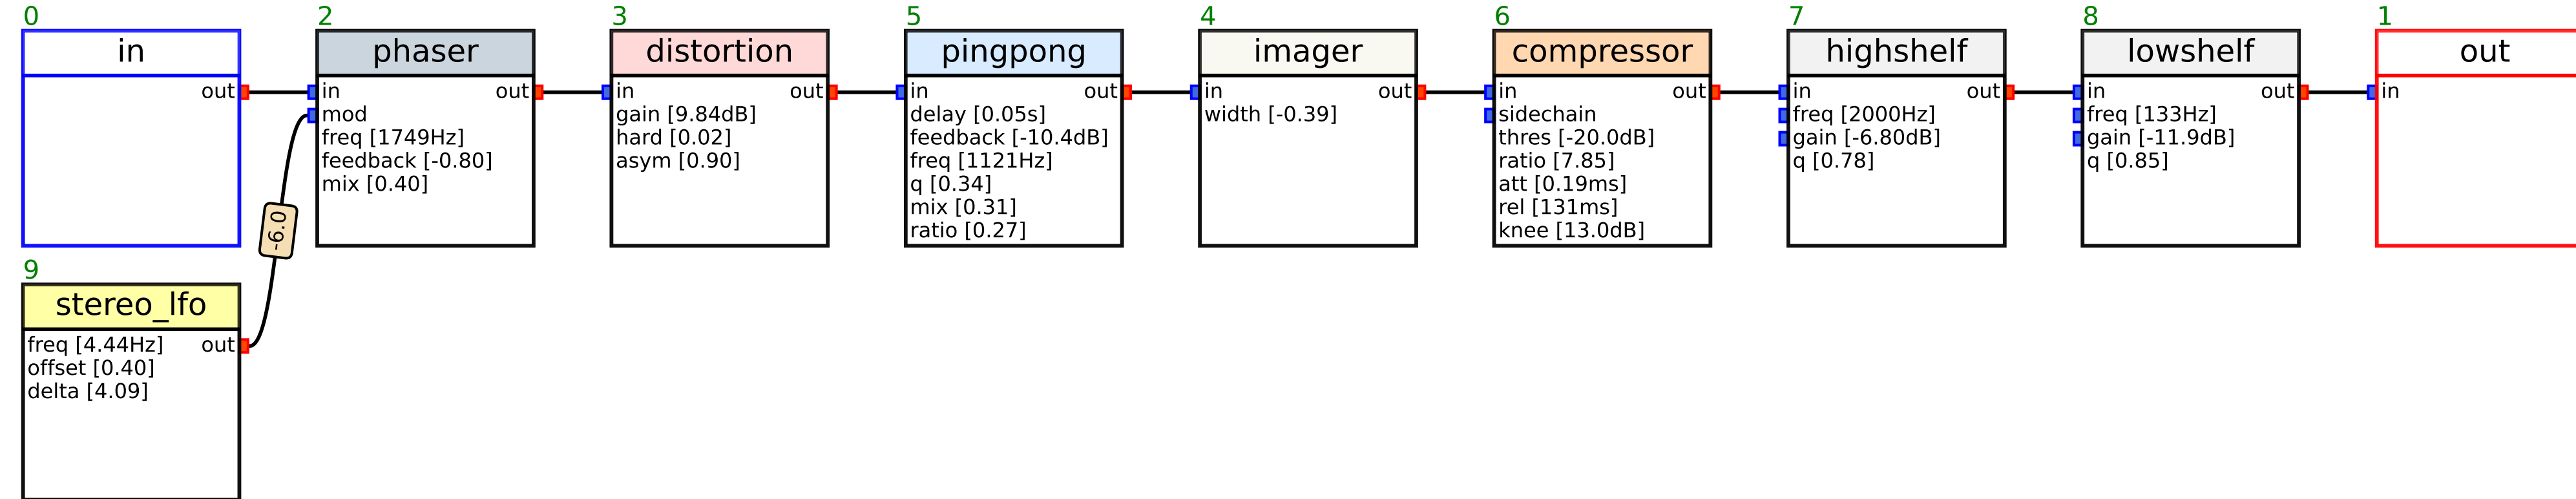 0
in
out
2
phaser
in out
mod
freq [1749Hz]
feedback [-0.80]
mix [0.40]
3
distortion
in out
gain [9.84dB]
hard [0.02]
asym [0.90]
5
pingpong
in out
delay [0.05s]
feedback [-10.4dB]
freq [1121Hz]
q [0.34]
mix [0.31]
ratio [0.27]
4
imager
in out
width [-0.39]
6
compressor
in out
sidechain
thres [-20.0dB]
ratio [7.85]
att [0.19ms]
rel [131ms]
knee [13.0dB]
7
highshelf
in out
freq [2000Hz]
gain [-6.80dB]
q [0.78]
8
lowshelf
in out
freq [133Hz]
gain [-11.9dB]
q [0.85]
1
out
in
-6.0
9
stereo_lfo
freq [4.44Hz] out
offset [0.40]
delta [4.09]